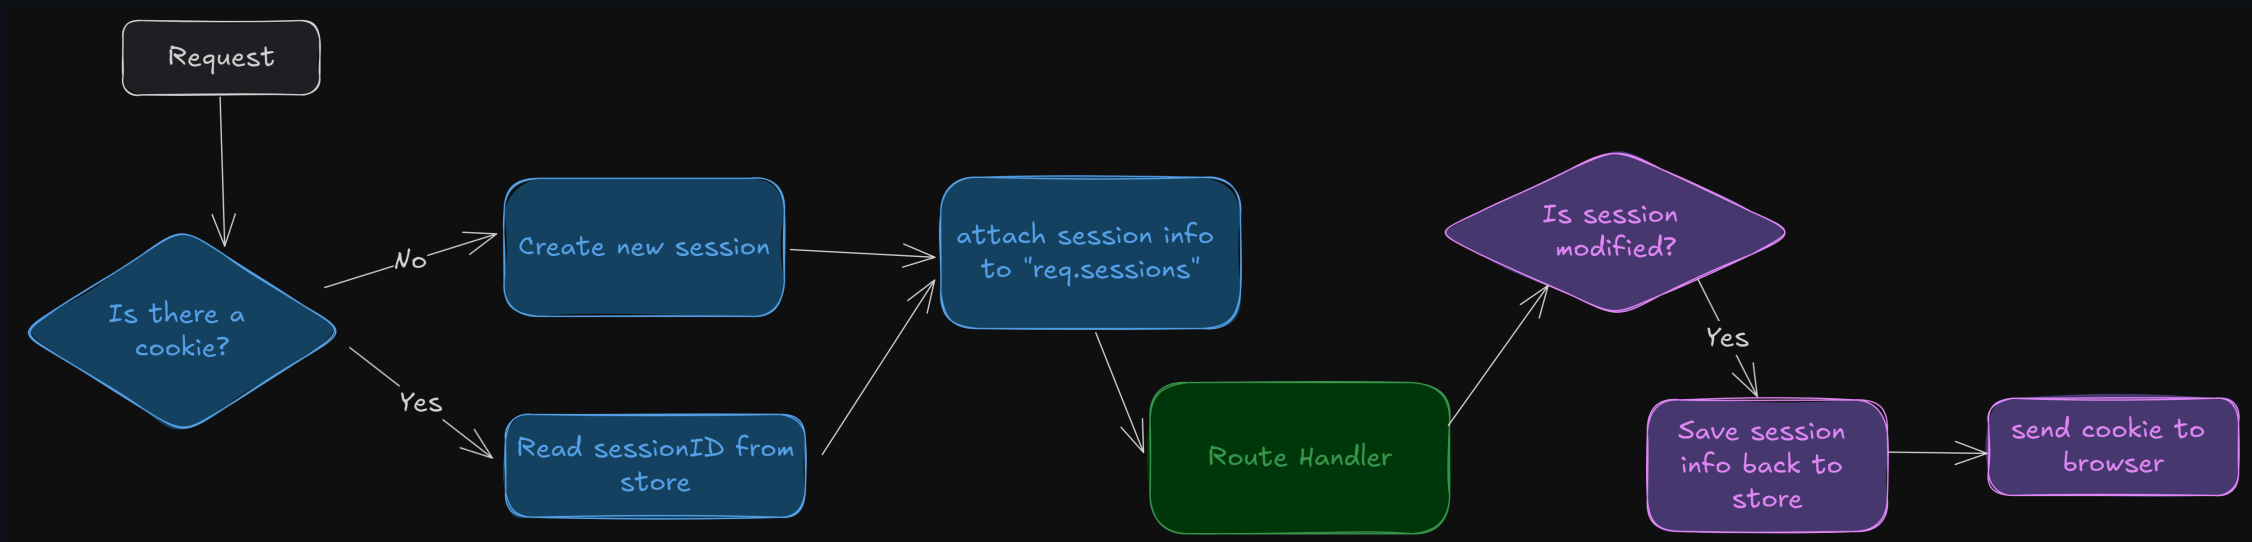 Request
Is there a
cookie?
No
Yes
Create new session
Read sessionID from
store
attach session info
to "req.sessions"
Route Handler
Is session
modified?
Yes
Save session
info back to
store
send cookie to
browser